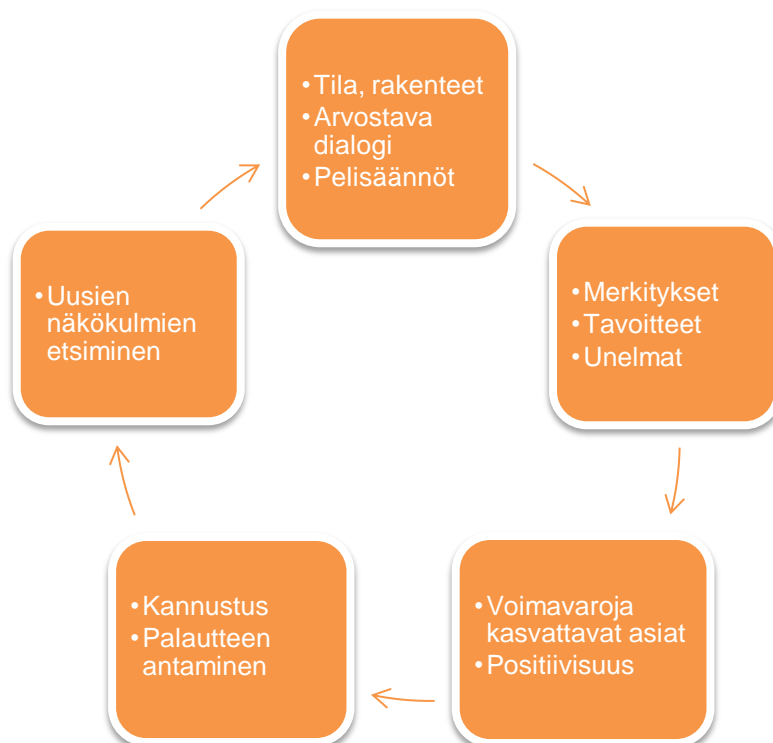 •Tila, rakenteet
•Arvostava
dialogi
•Pelisäännöt
•Merkitykset
•Tavoitteet
•Unelmat
•Voimavaroja
kasvattavat asiat
•Positiivisuus
•Kannustus
•Palautteen
antaminen
•Uusien
näkökulmien
etsiminen